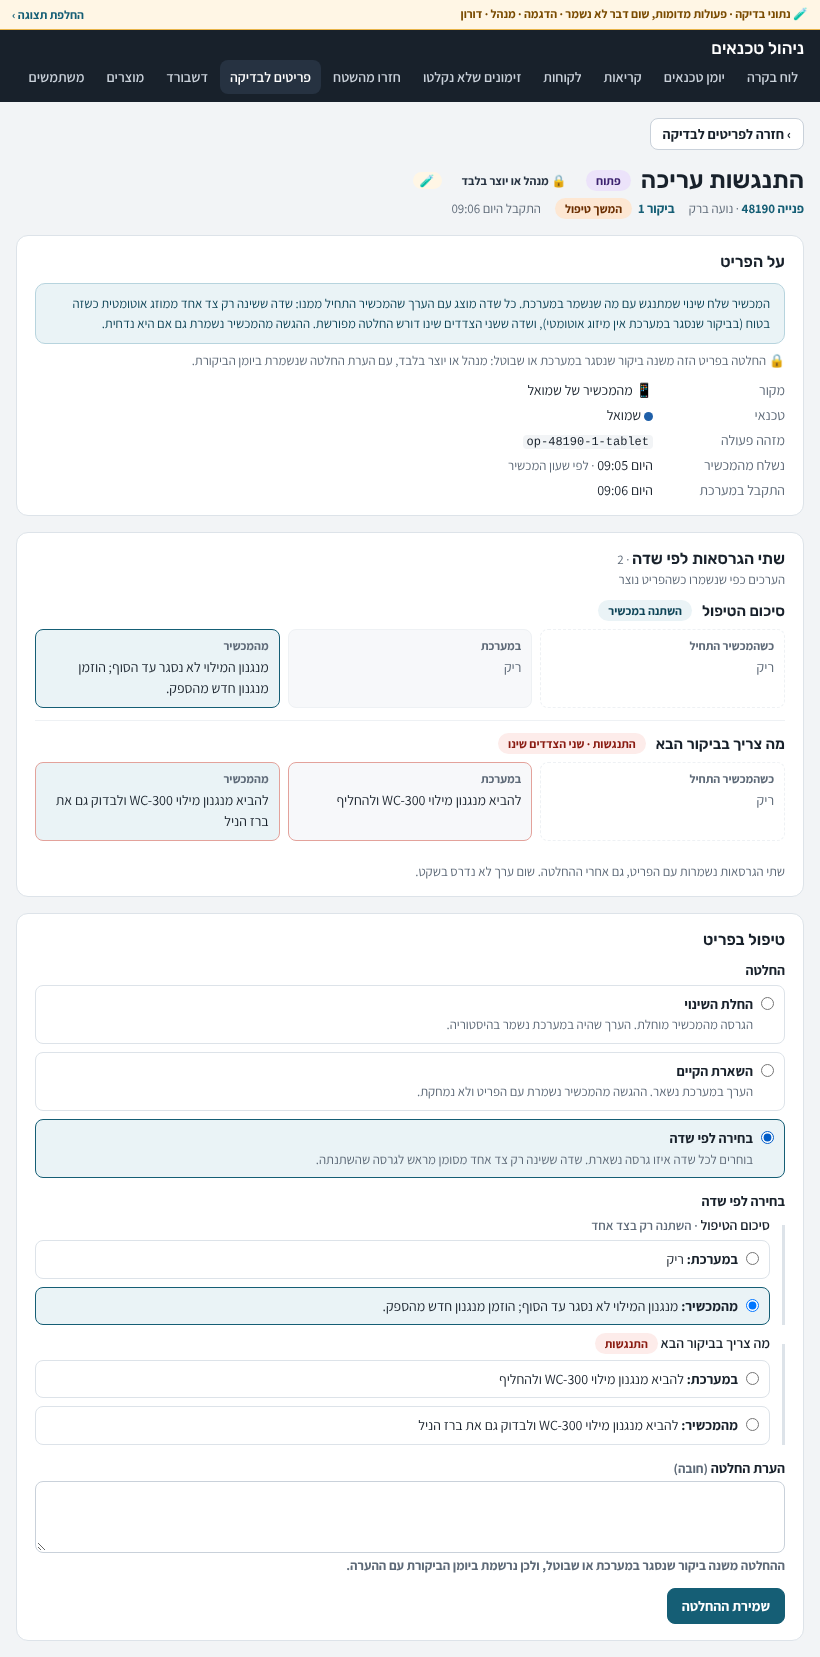 🧪 נתוני בדיקה · פעולות מדומות, שום דבר לא נשמר · הדגמה · מנהל · דורון
החלפת תצוגה ›
ניהול טכנאים
לוח בקרה
יומן טכנאים
קריאות
לקוחות
זימונים שלא נקלטו
חזרו מהשטח
פריטים לבדיקה
דשבורד
מוצרים
משתמשים
› חזרה לפריטים לבדיקה
התנגשות עריכה פתוח 🔒 מנהל או יוצר בלבד 🧪
פנייה 48190 · נועה ברק ביקור 1 המשך טיפול התקבל היום 09:06
על הפריט
המכשיר שלח שינוי שמתנגש עם מה שנשמר במערכת. כל שדה מוצג עם הערך שהמכשיר התחיל ממנו: שדה ששינה רק צד אחד ממוזג אוטומטית כשזה
בטוח (בביקור שנסגר במערכת אין מיזוג אוטומטי), ושדה ששני הצדדים שינו דורש החלטה מפורשת. ההגשה מהמכשיר נשמרת גם אם היא נדחית.
🔒 החלטה בפריט הזה משנה ביקור שנסגר במערכת או שבוטל: מנהל או יוצר בלבד, עם הערת החלטה שנשמרת ביומן הביקורת.
מקור 📱 מהמכשיר של שמואל
טכנאי שמואל
מזהה פעולה op-48190-1-tablet
נשלח מהמכשיר היום 09:05 · לפי שעון המכשיר
התקבל במערכת היום 09:06
שתי הגרסאות לפי שדה · 2
הערכים כפי שנשמרו כשהפריט נוצר
סיכום הטיפול השתנה במכשיר
כשהמכשיר התחיל
ריק
במערכת
ריק
מהמכשיר
מנגנון המילוי לא נסגר עד הסוף; הוזמן
מנגנון חדש מהספק.
מה צריך בביקור הבא התנגשות · שני הצדדים שינו
כשהמכשיר התחיל
ריק
במערכת
להביא מנגנון מילוי WC-300 ולהחליף
מהמכשיר
להביא מנגנון מילוי WC-300 ולבדוק גם את
ברז הניל
שתי הגרסאות נשמרות עם הפריט, גם אחרי ההחלטה. שום ערך לא נדרס בשקט.
טיפול בפריט
החלטה
החלת השינוי
הגרסה מהמכשיר מוחלת. הערך שהיה במערכת נשמר בהיסטוריה.
השארת הקיים
הערך במערכת נשאר. ההגשה מהמכשיר נשמרת עם הפריט ולא נמחקת.
בחירה לפי שדה
בוחרים לכל שדה איזו גרסה נשארת. שדה ששינה רק צד אחד מסומן מראש לגרסה שהשתנתה.
בחירה לפי שדה
סיכום הטיפול · השתנה רק בצד אחד
במערכת: ריק
מהמכשיר: מנגנון המילוי לא נסגר עד הסוף; הוזמן מנגנון חדש מהספק.
מה צריך בביקור הבא התנגשות
במערכת: להביא מנגנון מילוי WC-300 ולהחליף
מהמכשיר: להביא מנגנון מילוי WC-300 ולבדוק גם את ברז הניל
הערת החלטה (חובה)
ההחלטה משנה ביקור שנסגר במערכת או שבוטל, ולכן נרשמת ביומן הביקורת עם ההערה.
שמירת ההחלטה